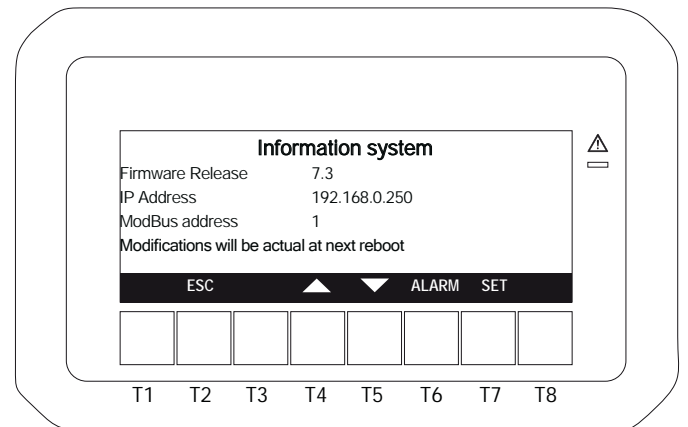 Information system
Firmware Release 7.3
IP Address 192.168.0.250
ModBus address 1
Modifications will be actual at next reboot
ESC ALARM SET
T1 T2 T3 T4 T5 T6 T7 T8